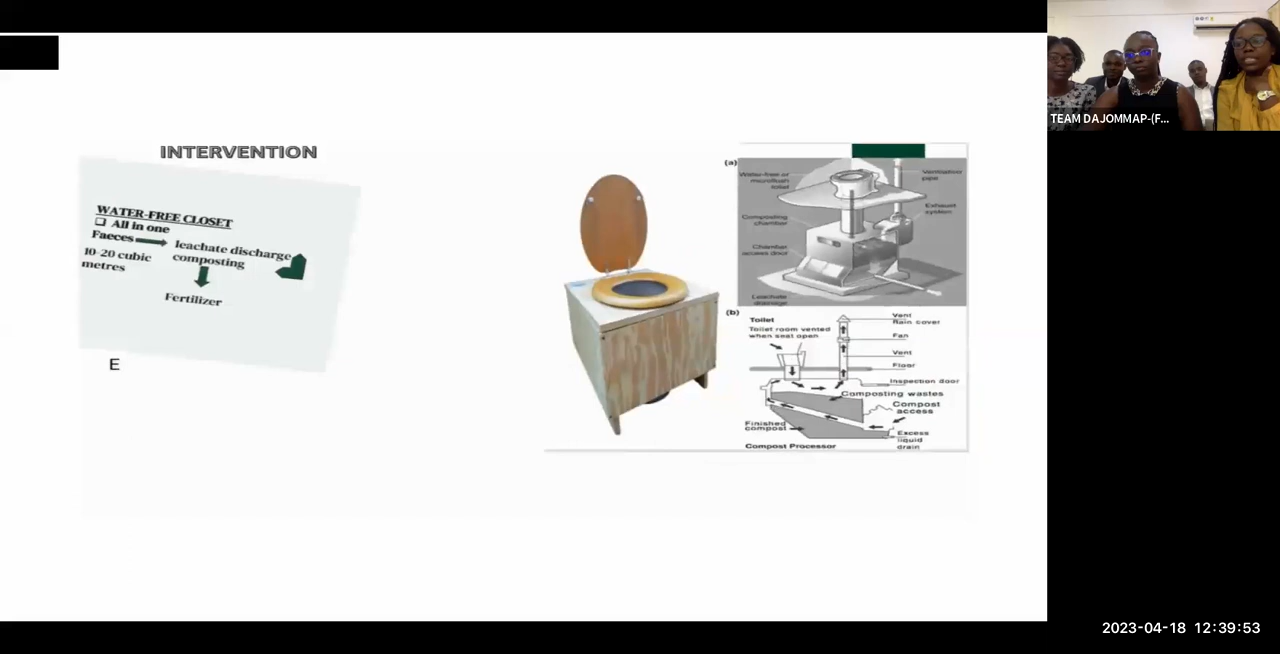 INTERVENTION
WATER-FREE CLOSET
❑ All in one
Faeces
leachate discharge
composting
10-20 cubic
metres
Fertilizer
E
(a)
Water-free or
microflush
toilet
Ventilation
pipe
Exhaust
system
Composting
chamber
Chamber
access door
Leachate
drainage
(b)
Toilet
Toilet room vented
when seat open
Vent
Rain cover
Fan
Vent
Floor
Inspection door
Composting wastes
Compost
access
Finished
compost
Excess
liquid
drain
Compost Processor
TEAM DAJOMMAP-(F...
2023-04-18 12:39:53